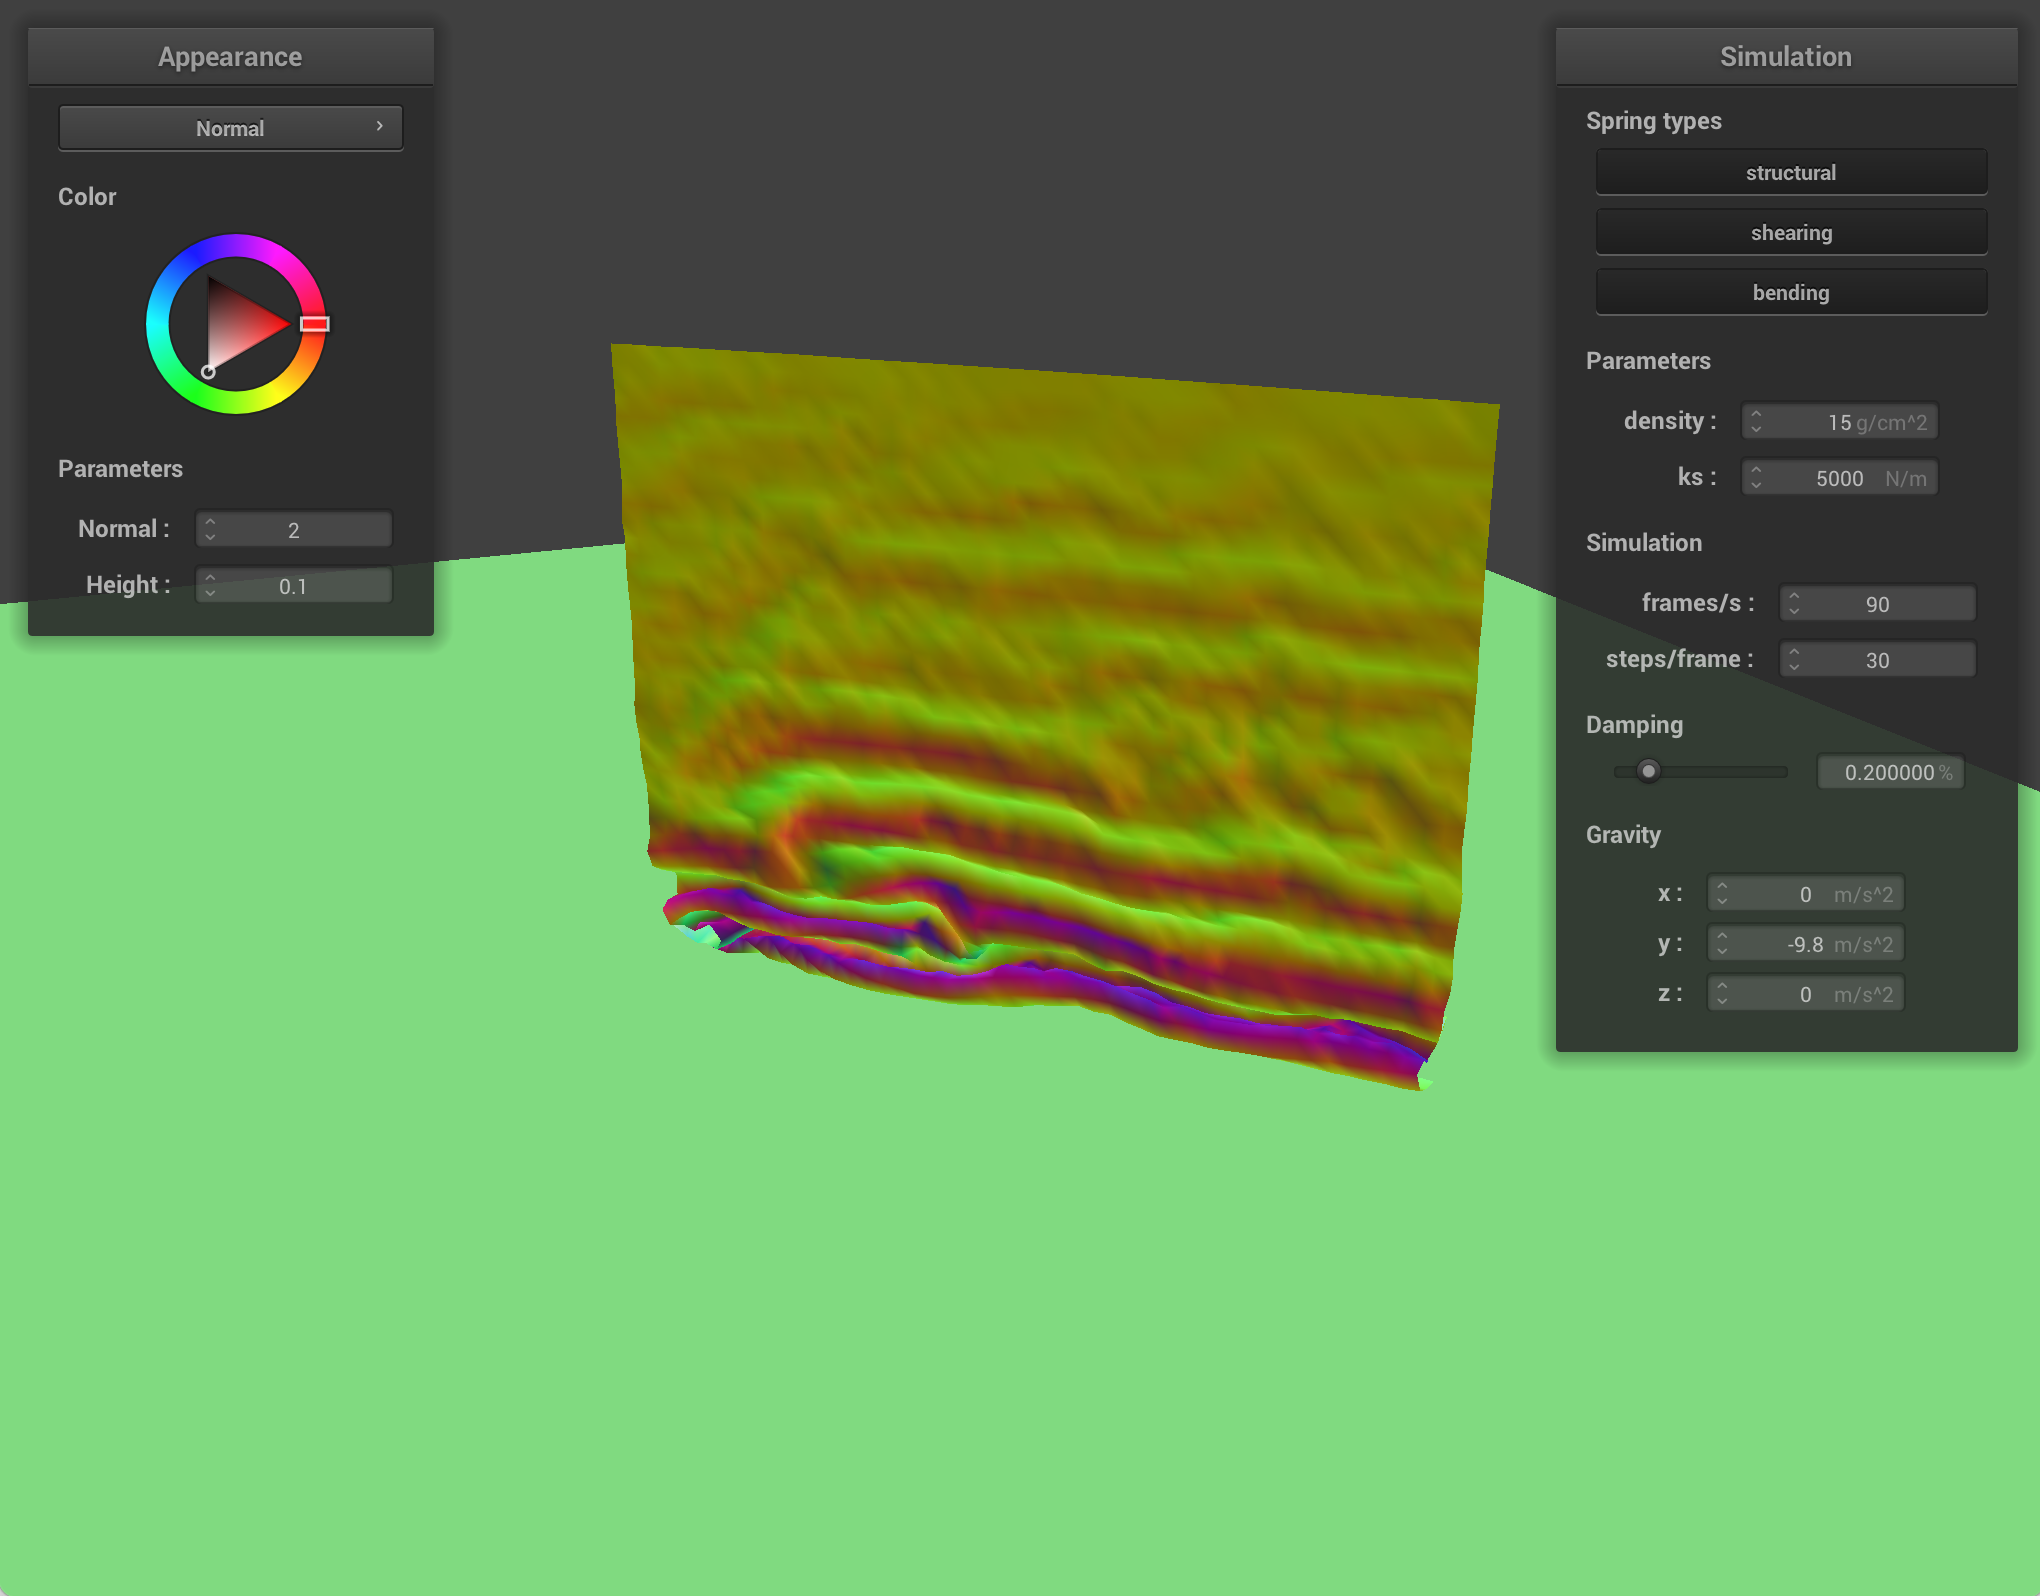 Appearance
Normal
Color
Parameters
Normal : 2
Height : 0.1
Simulation
Spring types
structural
shearing
bending
Parameters
density : 15 g/cm^2
ks : 5000 N/m
Simulation
frames/s : 90
steps/frame : 30
Damping
0.200000 %
Gravity
x : 0 m/s^2
y : -9.8 m/s^2
z : 0 m/s^2